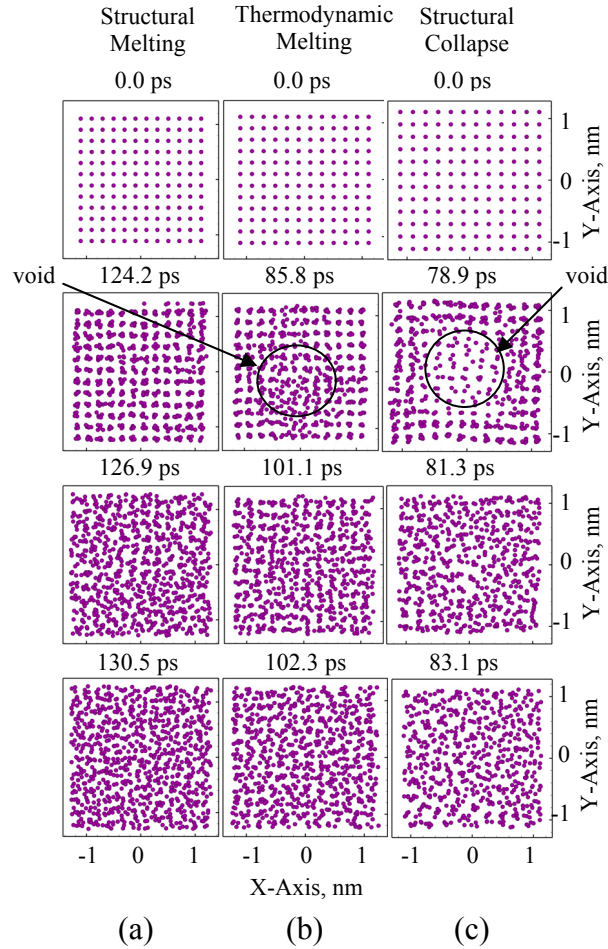 Structural Melting
Thermodynamic Melting
Structural Collapse
0.0 ps
0.0 ps
0.0 ps
1
0
-1
Y-Axis, nm
void
124.2 ps
85.8 ps
78.9 ps
void
1
0
-1
Y-Axis, nm
126.9 ps
101.1 ps
81.3 ps
1
0
-1
Y-Axis, nm
130.5 ps
102.3 ps
83.1 ps
1
0
-1
Y-Axis, nm
-1 0 1
-1 0 1
-1 0 1
X-Axis, nm
(a)
(b)
(c)